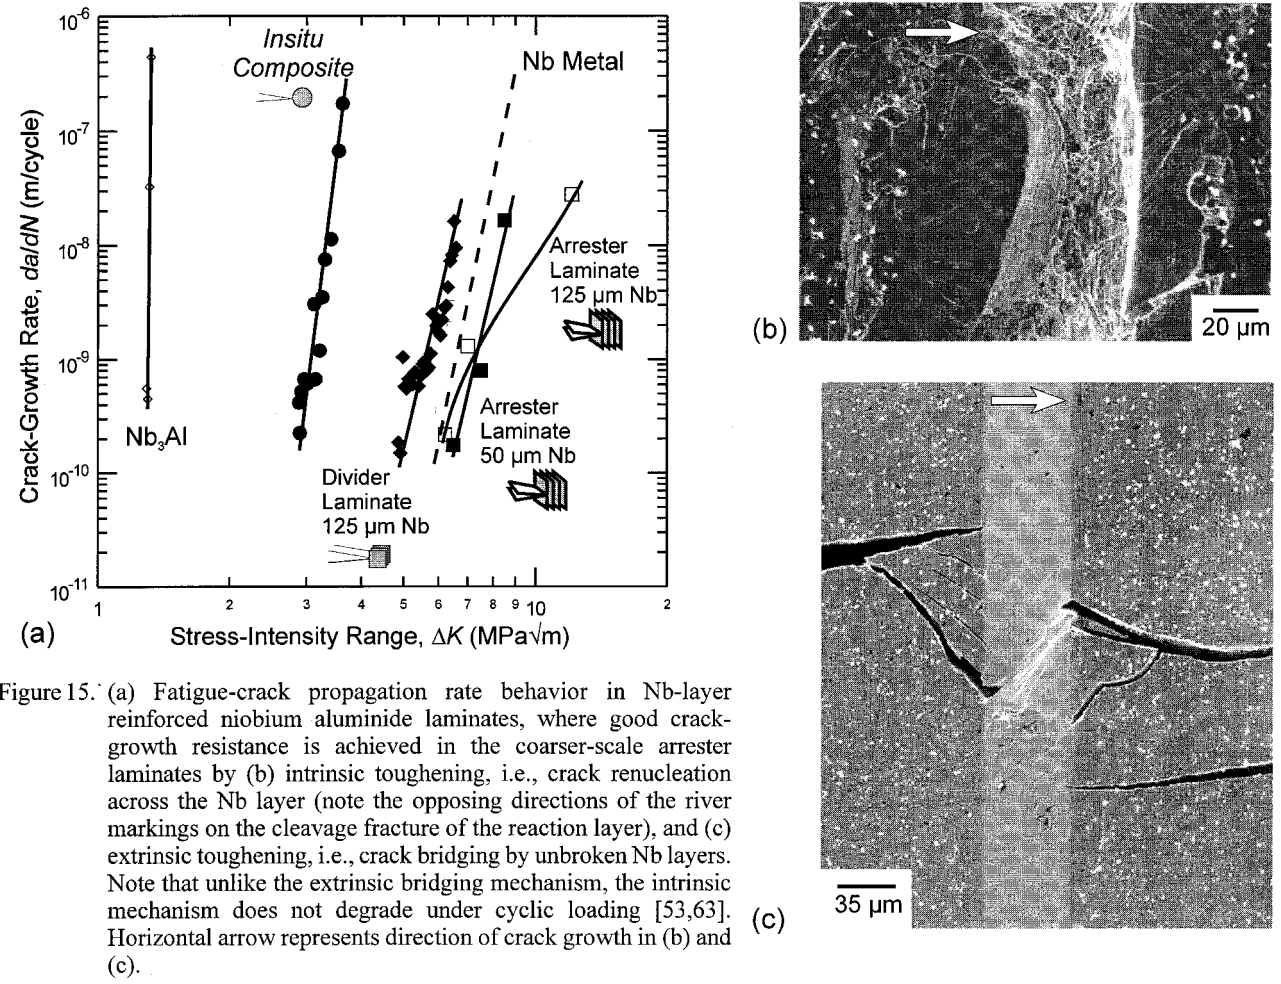 10⁻⁶
10⁻⁷
10⁻⁸
10⁻⁹
10⁻¹⁰
10⁻¹¹
Crack-Growth Rate, da/dN (m/cycle)
Insitu
Composite
Nb Metal
Nb₃Al
Arrester
Laminate
125 µm Nb
Arrester
Laminate
50 µm Nb
Divider
Laminate
125 µm Nb
1 2 3 4 5 6 7 8 9 10 2
(a)
Stress-Intensity Range, ΔK (MPa√m)
(b)
20 µm
(c)
35 µm
Figure 15. (a) Fatigue-crack propagation rate behavior in Nb-layer
reinforced niobium aluminide laminates, where good crack-
growth resistance is achieved in the coarser-scale arrester
laminates by (b) intrinsic toughening, i.e., crack renucleation
across the Nb layer (note the opposing directions of the river
markings on the cleavage fracture of the reaction layer), and (c)
extrinsic toughening, i.e., crack bridging by unbroken Nb layers.
Note that unlike the extrinsic bridging mechanism, the intrinsic
mechanism does not degrade under cyclic loading [53,63].
Horizontal arrow represents direction of crack growth in (b) and
(c).